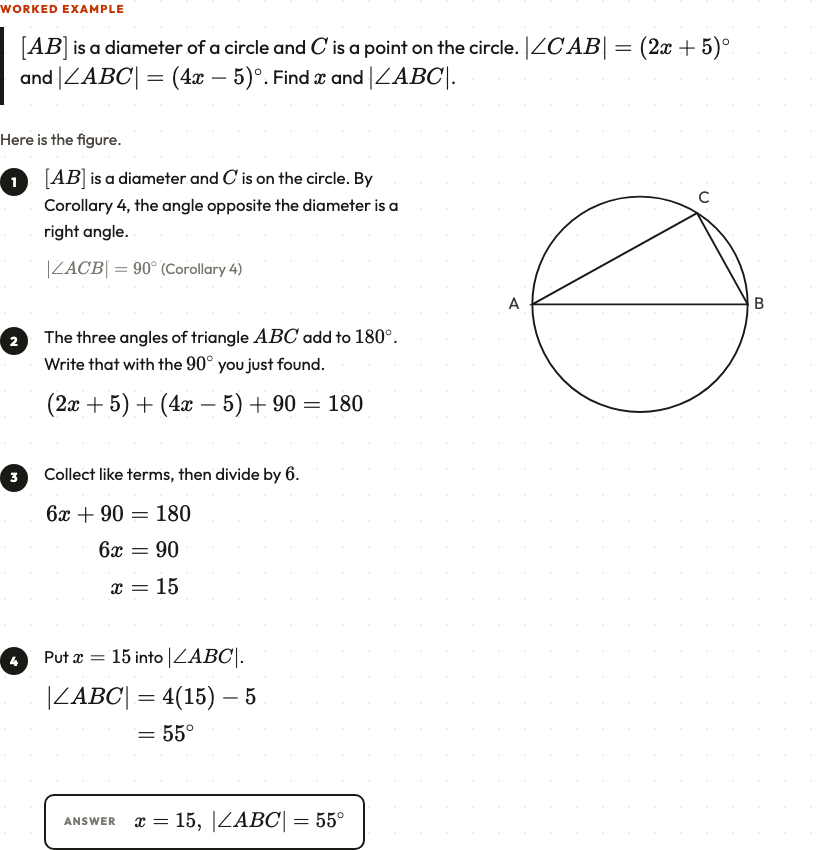 WORKED EXAMPLE
[AB] is a diameter of a circle and C is a point on the circle. |∠CAB| = (2x + 5)°
and |∠ABC| = (4x − 5)°. Find x and |∠ABC|.
Here is the figure.
1
[AB] is a diameter and C is on the circle. By
Corollary 4, the angle opposite the diameter is a
right angle.
|∠ACB| = 90° (Corollary 4)
2
The three angles of triangle ABC add to 180°.
Write that with the 90° you just found.
(2x + 5) + (4x − 5) + 90 = 180
3
Collect like terms, then divide by 6.
6x + 90 = 180
6x = 90
x = 15
4
Put x = 15 into |∠ABC|.
|∠ABC| = 4(15) − 5
= 55°
ANSWER x = 15, |∠ABC| = 55°
C
A
B